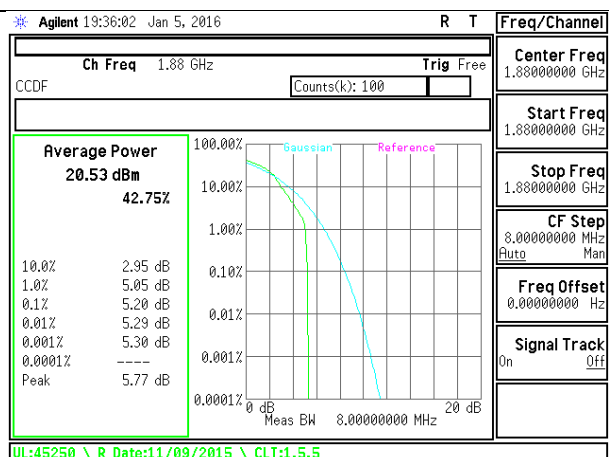 Agilent 19:36:02 Jan 5, 2016 R T Freq/Channel
Ch Freq 1.88 GHz Trig Free
CCDF Counts(k): 100
Center Freq
1.88000000 GHz
Start Freq
1.88000000 GHz
Stop Freq
1.88000000 GHz
CF Step
8.00000000 MHz
Auto Man
Freq Offset
0.00000000 Hz
Signal Track
On Off
Average Power
20.53 dBm
42.75%
10.0% 2.95 dB
1.0% 5.05 dB
0.1% 5.20 dB
0.01% 5.29 dB
0.001% 5.30 dB
0.0001% ----
Peak 5.77 dB
Gaussian Reference
100.00%
10.00%
1.00%
0.10%
0.01%
0.001%
0.0001%
0 dB 20 dB
Meas BW 8.00000000 MHz
UL:45250 \ R Date:11/09/2015 \ CLT:1.5.5